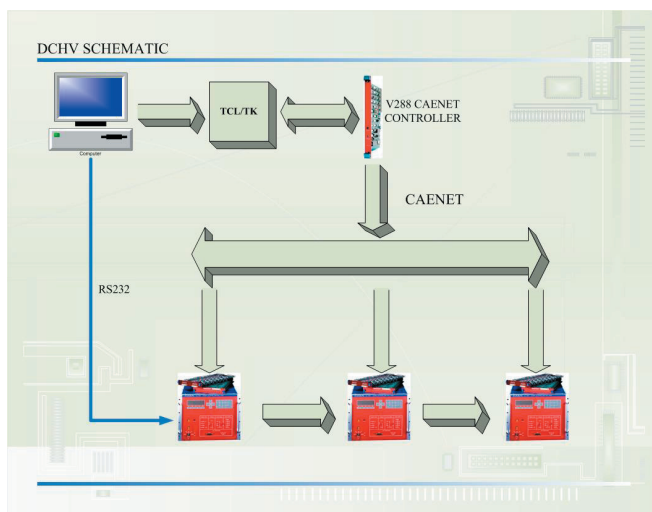 DCHV SCHEMATIC
TCL/TK
V288 CAENET
CONTROLLER
Computer
CAENET
RS232